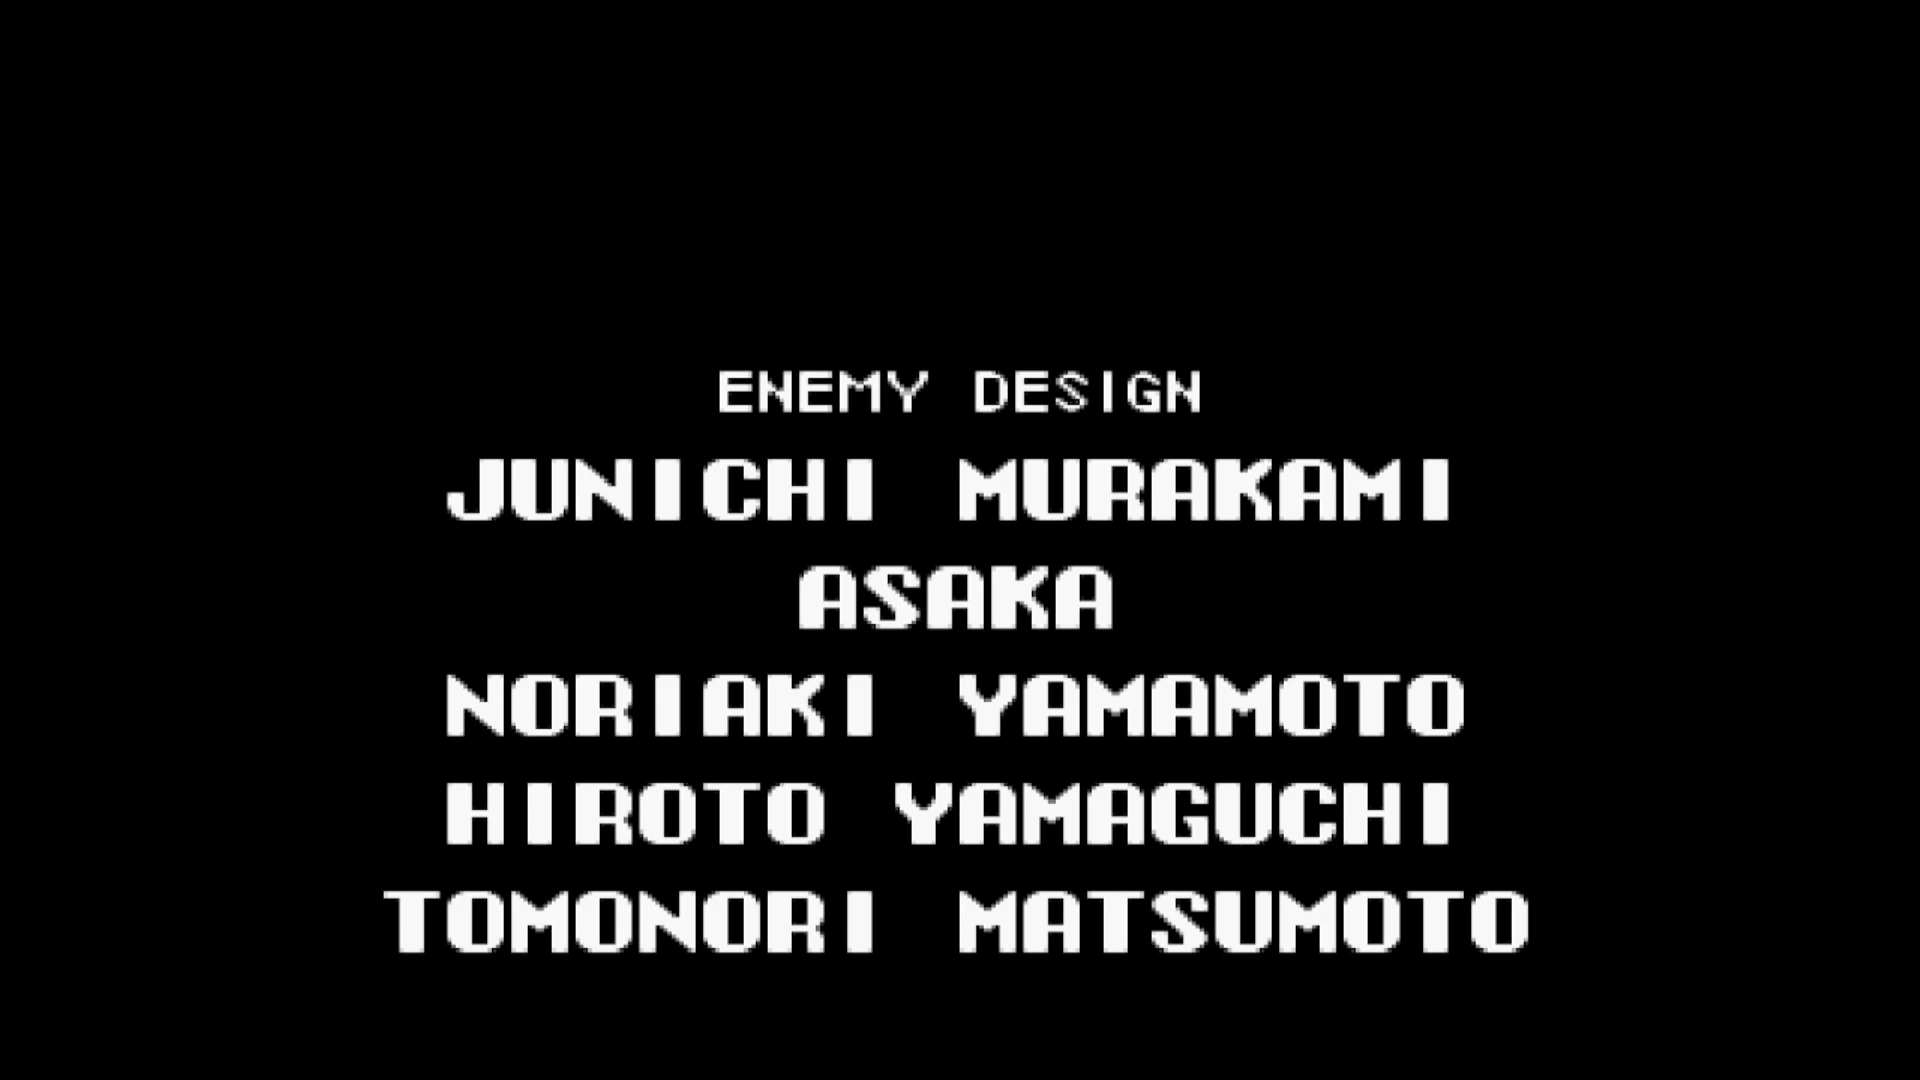 ENEMY DESIGN
JUNICHI MURAKAMI
ASAKA
NORIAKI YAMAMOTO
HIROTO YAMAGUCHI
TOMONORI MATSUMOTO